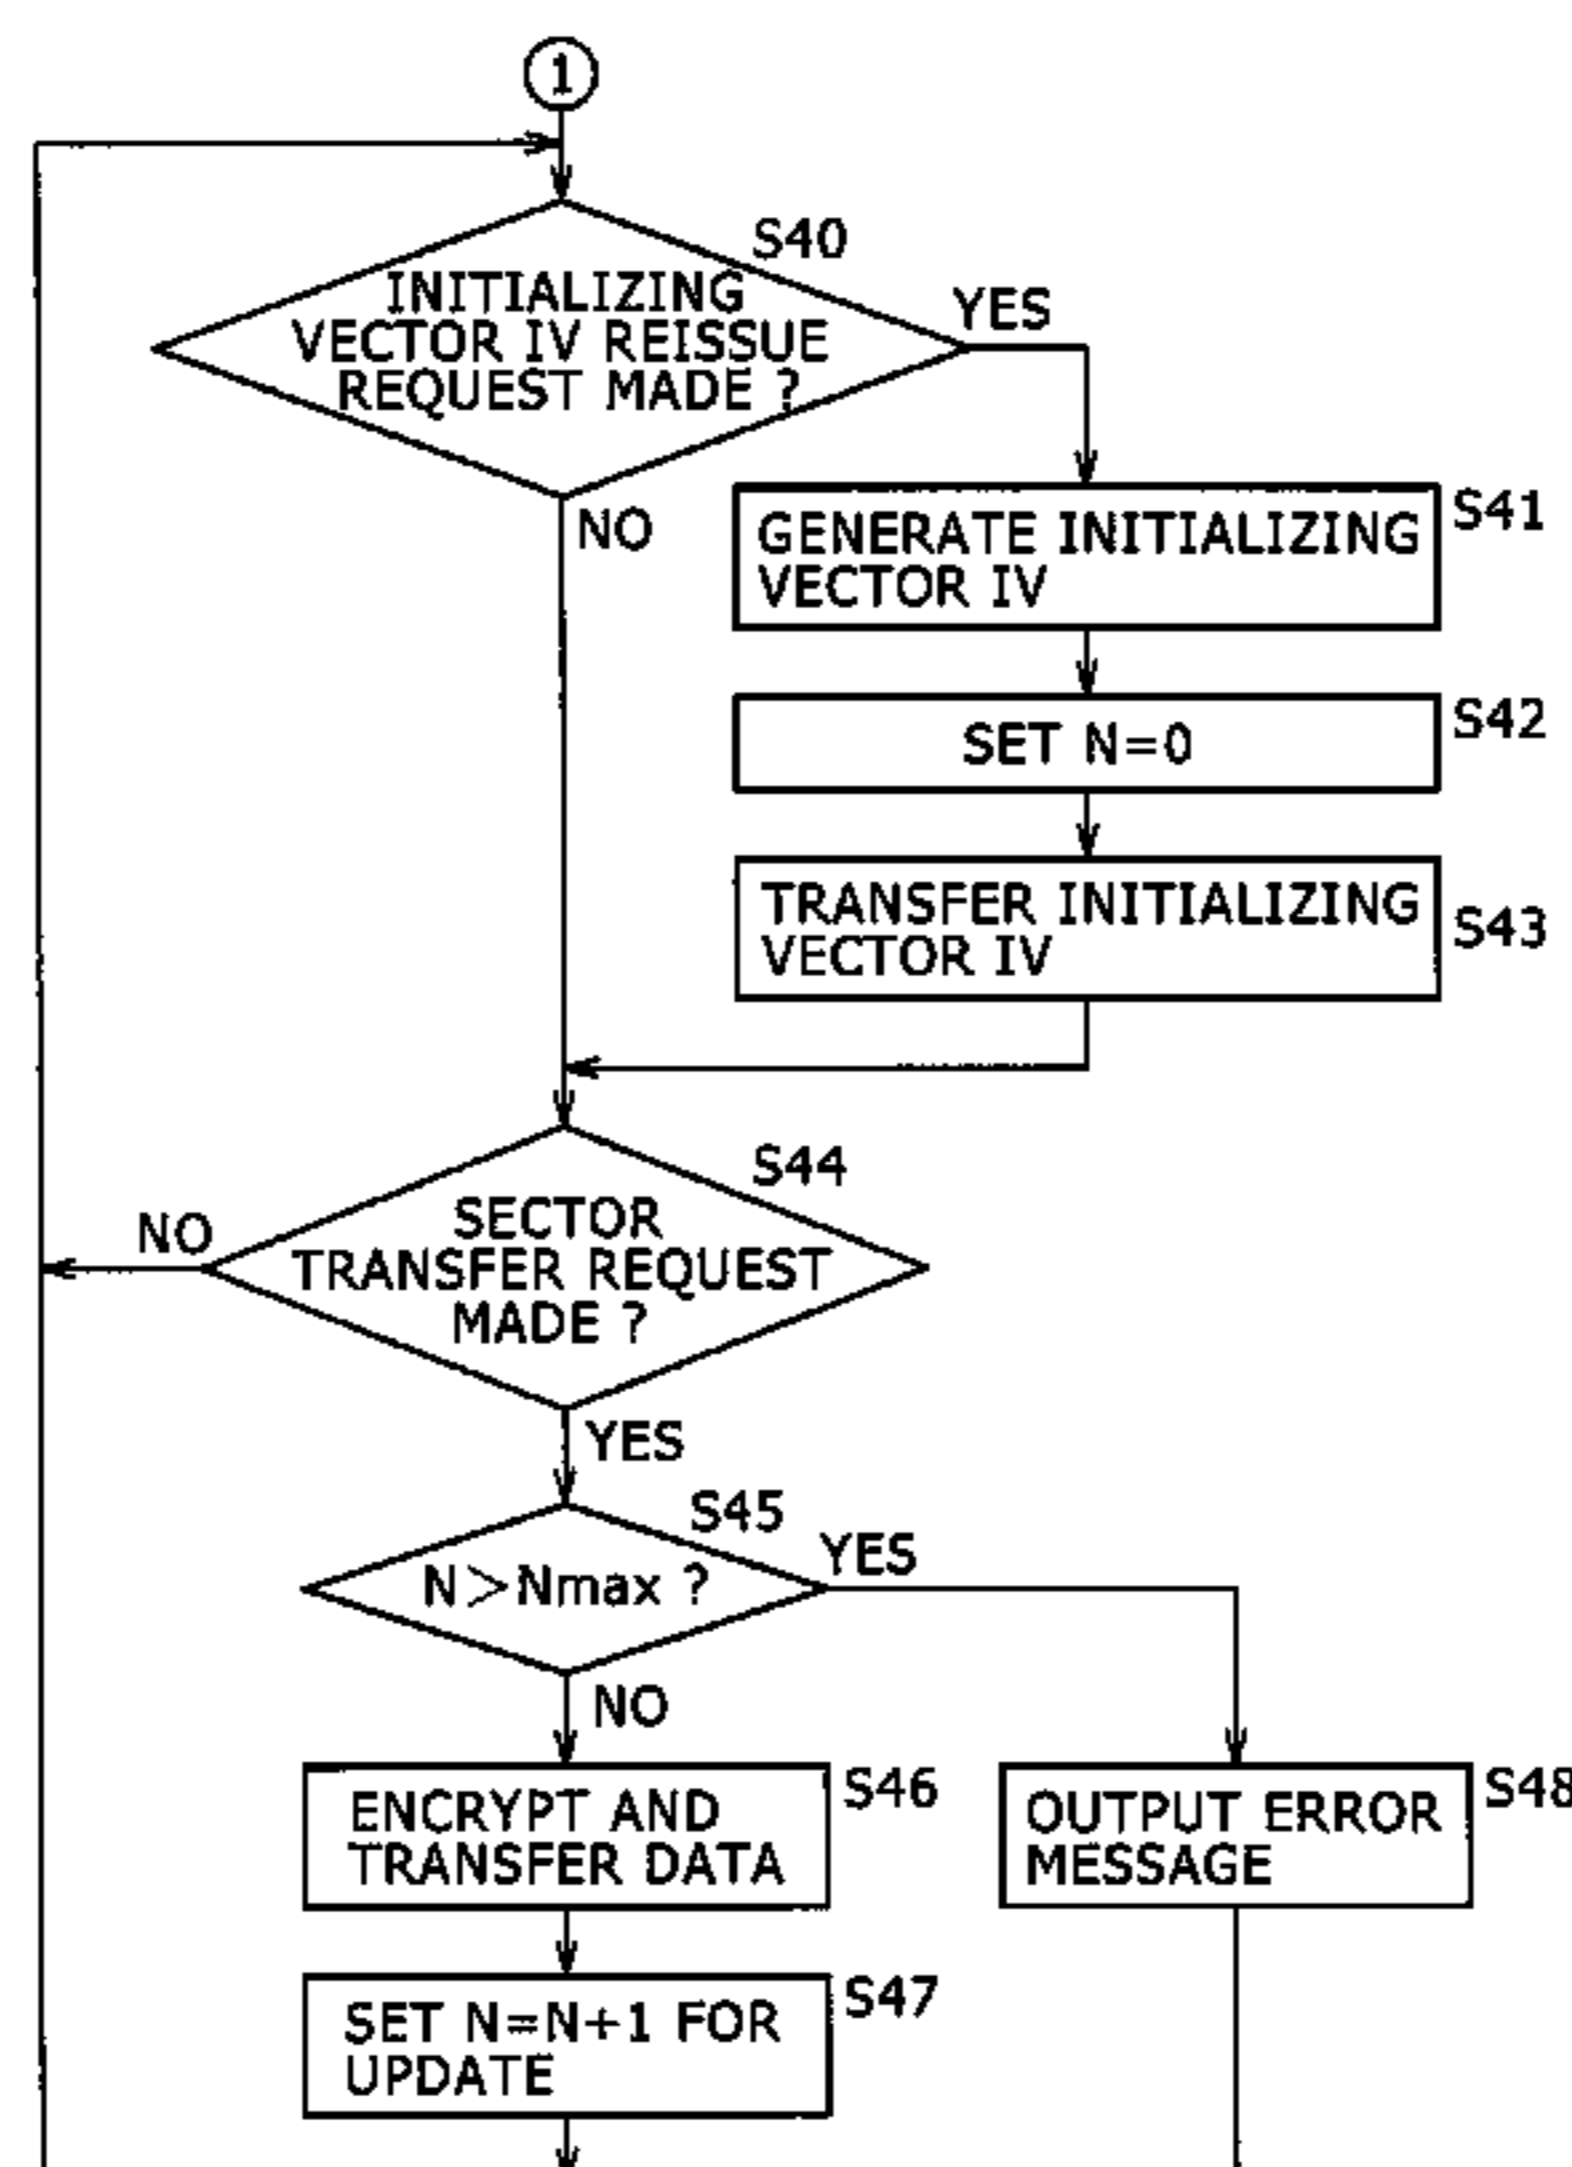 1
S40
INITIALIZING
VECTOR IV REISSUE
REQUEST MADE ?
YES
NO
S41
GENERATE INITIALIZING
VECTOR IV
S42
SET N=0
S43
TRANSFER INITIALIZING
VECTOR IV
S44
SECTOR
TRANSFER REQUEST
MADE ?
NO
YES
S45
N>Nmax ?
YES
NO
S46
ENCRYPT AND
TRANSFER DATA
S48
OUTPUT ERROR
MESSAGE
S47
SET N=N+1 FOR
UPDATE